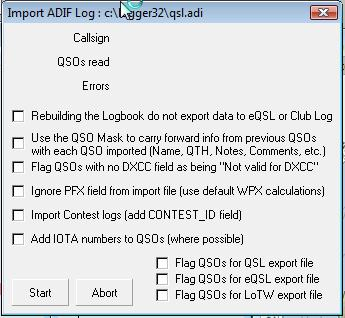 Import ADIF Log : c:\logger32\qsl.adi
Callsign
QSOs read
Errors
Rebuilding the Logbook do not export data to eQSL or Club Log
Use the QSO Mask to carry forward info from previous QSOs
with each QSO imported (Name, QTH, Notes, Comments, etc.)
Flag QSOs with no DXCC field as being "Not valid for DXCC"
Ignore PFX field from import file (use default WPX calculations)
Import Contest logs (add CONTEST_ID field)
Add IOTA numbers to QSOs (where possible)
Flag QSOs for QSL export file
Flag QSOs for eQSL export file
Flag QSOs for LoTW export file
Start
Abort